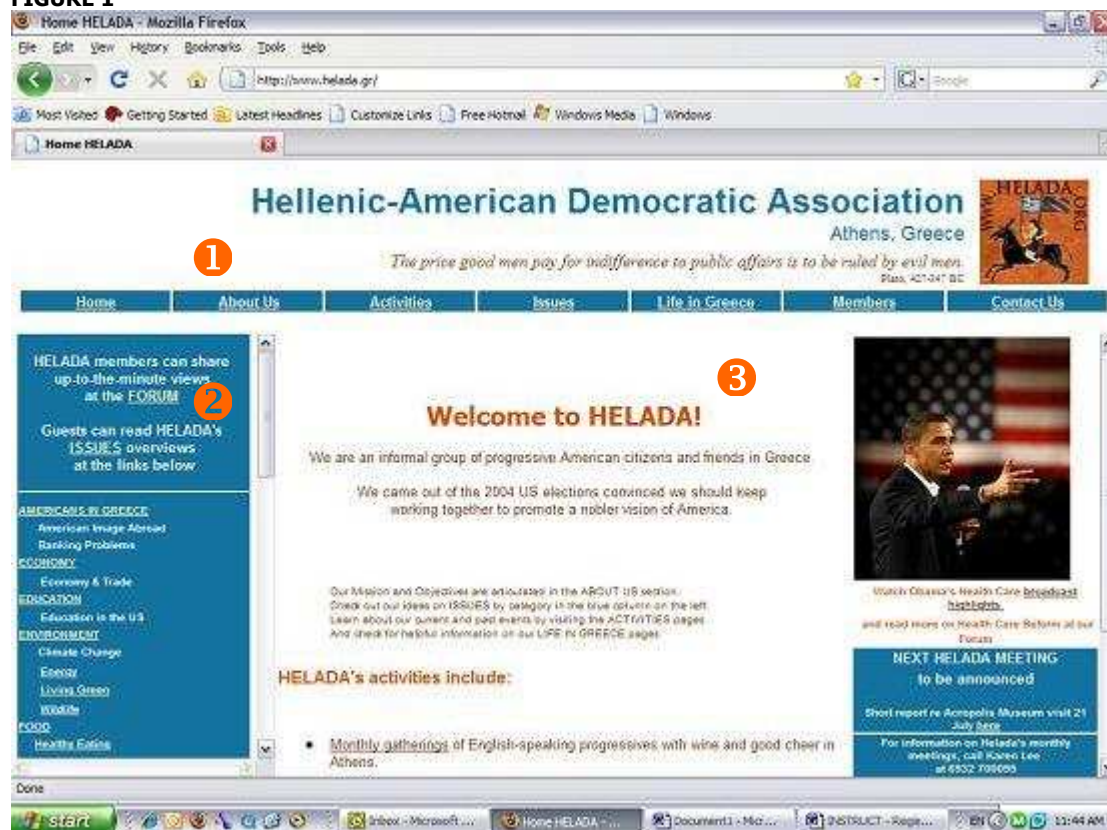 FIGURE 1
Home HELADA - Mozilla Firefox
File Edit View History Bookmarks Tools Help
http://www.helada.gr/
Google
Most Visited Getting Started Latest Headlines Customize Links Free Hotmail Windows Media Windows
Home HELADA
Hellenic-American Democratic Association
Athens, Greece
The price good men pay for indifference to public affairs is to be ruled by evil men.
Plato, 427-347 BC
HELADA
WWW.
ORG
1
Home About Us Activities Issues Life in Greece Members Contact Us
HELADA members can share
up-to-the-minute views
at the FORUM
2
Guests can read HELADA's
ISSUES overviews
at the links below
AMERICANS IN GREECE
American Image Abroad
Banking Problems
ECONOMY
Economy & Trade
EDUCATION
Education in the US
ENVIRONMENT
Climate Change
Energy
Living Green
Wildlife
FOOD
Healthy Eating
3
Welcome to HELADA!
We are an informal group of progressive American citizens and friends in Greece
We came out of the 2004 US elections convinced we should keep
working together to promote a nobler vision of America.
Our Mission and Objectives are articulated in the ABOUT US section.
Check out our ideas on ISSUES by category in the blue column on the left.
Learn about our current and past events by visiting the ACTIVITIES pages.
And check for helpful information on our LIFE IN GREECE pages.
HELADA's activities include:
• Monthly gatherings of English-speaking progressives with wine and good cheer in
Athens.
Watch Obama's Health Care broadcast
highlights.
and read more on Health Care Reform at our
Forum
NEXT HELADA MEETING
to be announced
Short report re Acropolis Museum visit 21
July here
For information on Helada's monthly
meetings, call Karen Lee
at 6932 700095
Done
start Inbox - Microsoft ... Home HELADA - ... Document1 - Micr... INSTRUCT - Rege... EN 11:44 AM